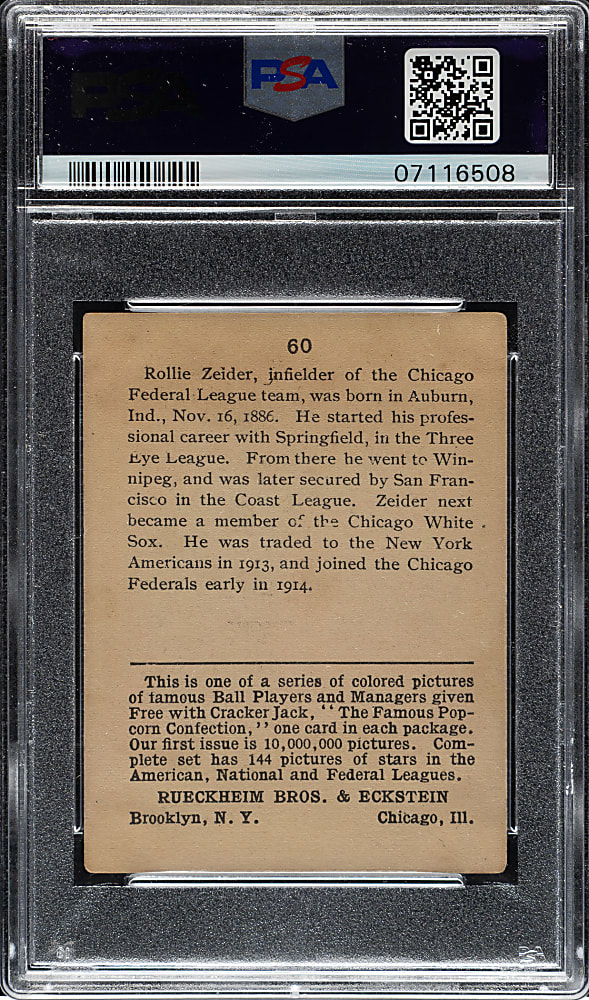 PSA
07116508
60
Rollie Zeider, infielder of the Chicago
Federal League team, was born in Auburn,
Ind., Nov. 16, 1886. He started his profes-
sional career with Springfield, in the Three
Eye League. From there he went to Win-
nipeg, and was later secured by San Fran-
cisco in the Coast League. Zeider next
became a member of the Chicago White
Sox. He was traded to the New York
Americans in 1913, and joined the Chicago
Federals early in 1914.
This is one of a series of colored pictures
of famous Ball Players and Managers given
Free with Cracker Jack, "The Famous Pop-
corn Confection," one card in each package.
Our first issue is 10,000,000 pictures. Com-
plete set has 144 pictures of stars in the
American, National and Federal Leagues.
RUECKHEIM BROS. & ECKSTEIN
Brooklyn, N. Y. Chicago, Ill.
PSA